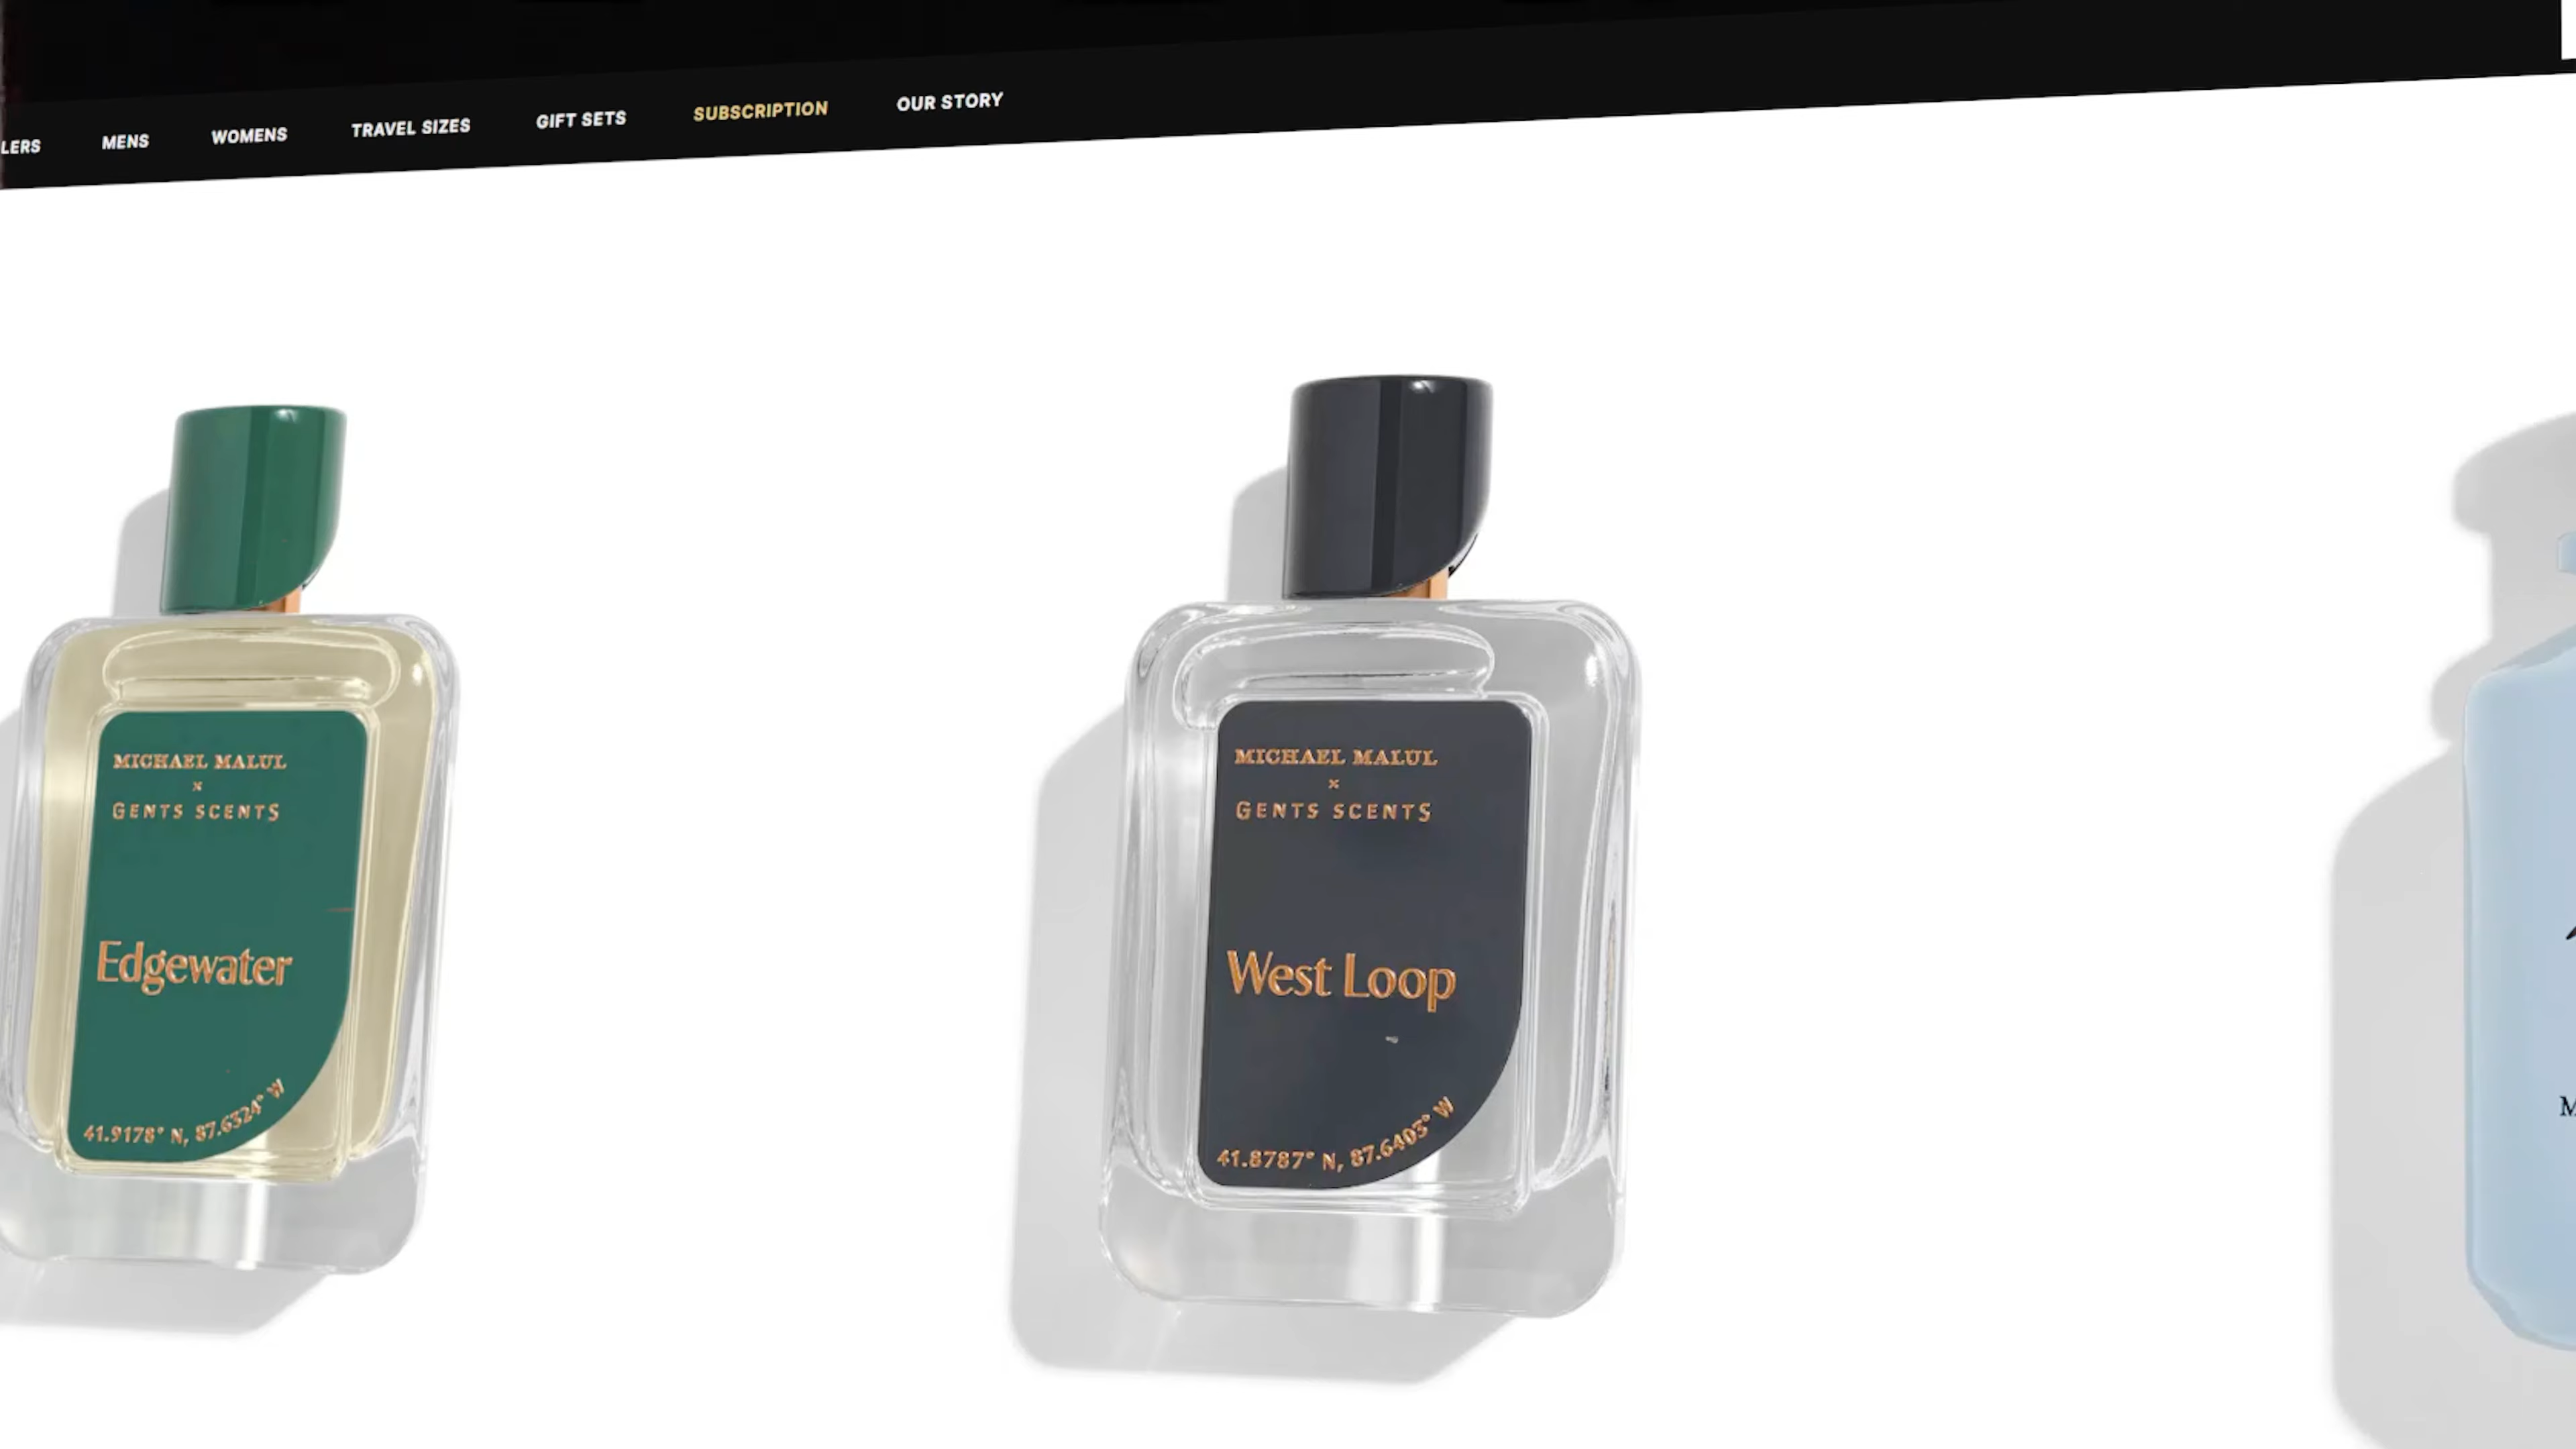 LERS MENS WOMENS TRAVEL SIZES GIFT SETS SUBSCRIPTION OUR STORY
MICHAEL MALUL
×
GENTS SCENTS
Edgewater
41.9178° N, 87.6324° W
MICHAEL MALUL
×
GENTS SCENTS
West Loop
41.8787° N, 87.6403° W
M